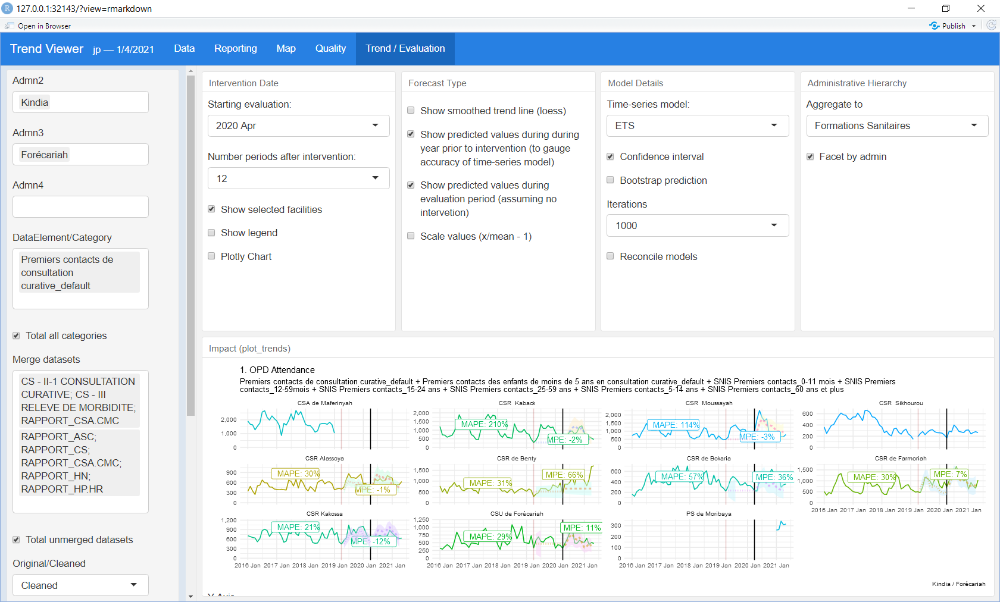 127.0.0.1:32143/?view=rmarkdown
Open in Browser
Publish
Trend Viewer jp — 1/4/2021 Data Reporting Map Quality Trend / Evaluation
Admn2
Kindia
Admn3
Forécariah
Admn4
DataElement/Category
Premiers contacts de
consultation
curative_default
Total all categories
Merge datasets
CS - II-1 CONSULTATION
CURATIVE; CS - III
RELEVE DE MORBIDITE;
RAPPORT_CSA.CMC
RAPPORT_ASC;
RAPPORT_CS;
RAPPORT_CSA.CMC;
RAPPORT_HN;
RAPPORT_HP.HR
Total unmerged datasets
Original/Cleaned
Cleaned
Intervention Date
Starting evaluation:
2020 Apr
Number periods after intervention:
12
Show selected facilities
Show legend
Plotly Chart
Forecast Type
Show smoothed trend line (loess)
Show predicted values during during
year prior to intervention (to gauge
accuracy of time-series model)
Show predicted values during
evaluation period (assuming no
intervetion)
Scale values (x/mean - 1)
Model Details
Time-series model:
ETS
Confidence interval
Bootstrap prediction
Iterations
1000
Reconcile models
Administrative Hierarchy
Aggregate to
Formations Sanitaires
Facet by admin
Impact (plot_trends)
1. OPD Attendance
Premiers contacts de consultation curative_default + Premiers contacts des enfants de moins de 5 ans en consultation curative_default + SNIS Premiers contacts_0-11 mois + SNIS Premiers
contacts_12-59mois + SNIS Premiers contacts_15-24 ans + SNIS Premiers contacts_25-59 ans + SNIS Premiers contacts_5-14 ans + SNIS Premiers contacts_60 ans et plus
CSA de Maferinyah
2,000
1,000
0
CSR Kaback
2,000
1,500
1,000
500
0
MAPE: 210%
MPE: -2%
CSR Moussayah
2,000
1,500
1,000
500
0
MAPE: 114%
MPE: -3%
CSR Sikhourou
600
400
200
0
CSR Alassoya
900
600
300
0
MAPE: 30%
MPE: -1%
CSR de Benty
1,500
1,000
500
0
MAPE: 31%
MPE: 66%
CSR de Bokaria
600
400
200
0
MAPE: 57%
MPE: 36%
CSR de Farmoriah
1,500
1,000
500
0
MAPE: 30%
MPE: 7%
2016 Jan 2017 Jan 2018 Jan 2019 Jan 2020 Jan 2021 Jan
CSR Kakossa
1,200
900
600
300
0
MAPE: 21%
MPE: -12%
2016 Jan 2017 Jan 2018 Jan 2019 Jan 2020 Jan 2021 Jan
CSU de Forécariah
1,250
1,000
750
500
250
0
MAPE: 29%
MPE: 11%
2016 Jan 2017 Jan 2018 Jan 2019 Jan 2020 Jan 2021 Jan
PS de Moribaya
300
200
100
0
2016 Jan 2017 Jan 2018 Jan 2019 Jan 2020 Jan 2021 Jan
Kindia / Forécariah